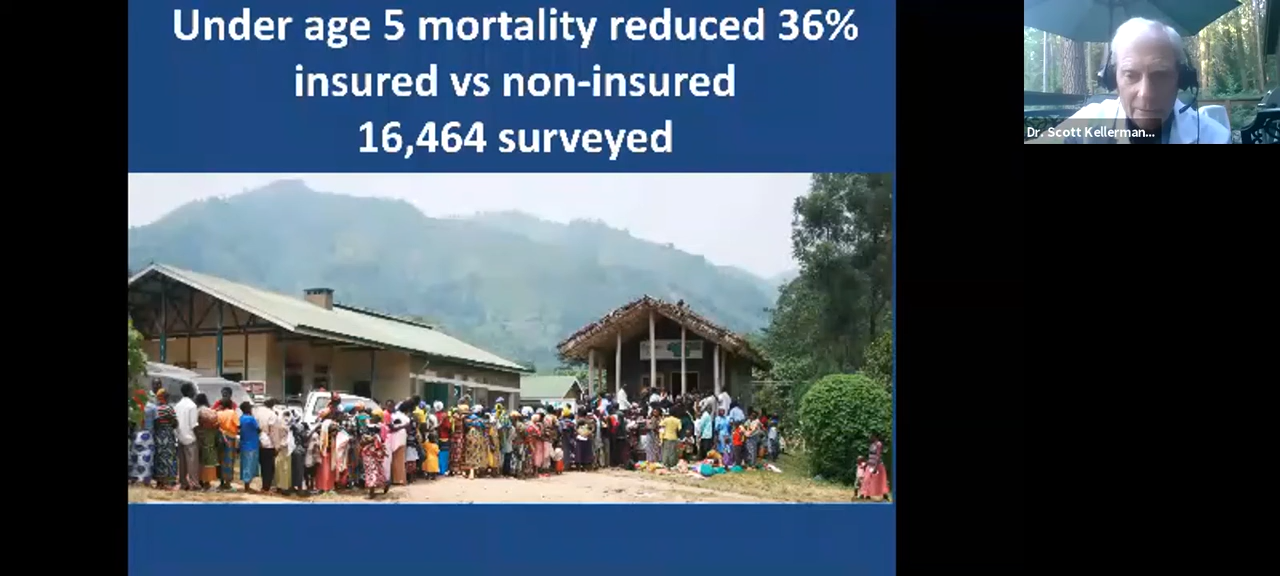 Under age 5 mortality reduced 36%
insured vs non-insured
16,464 surveyed
Dr. Scott Kellerman...